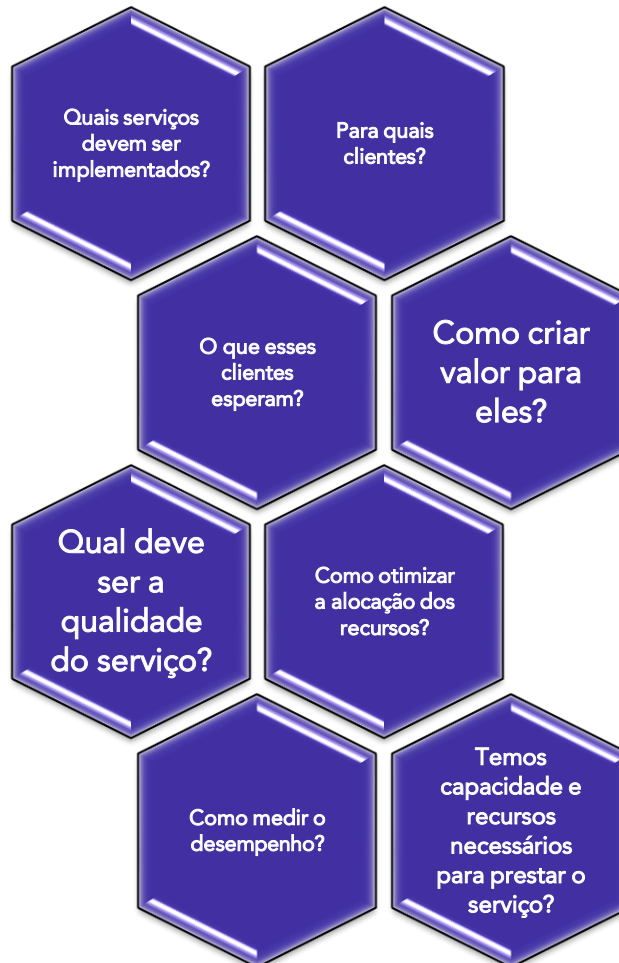 Quais serviços
devem ser
implementados?
Para quais
clientes?
O que esses
clientes
esperam?
Como criar
valor para
eles?
Qual deve
ser a
qualidade
do serviço?
Como otimizar
a alocação dos
recursos?
Como medir o
desempenho?
Temos
capacidade e
recursos
necessários
para prestar o
serviço?